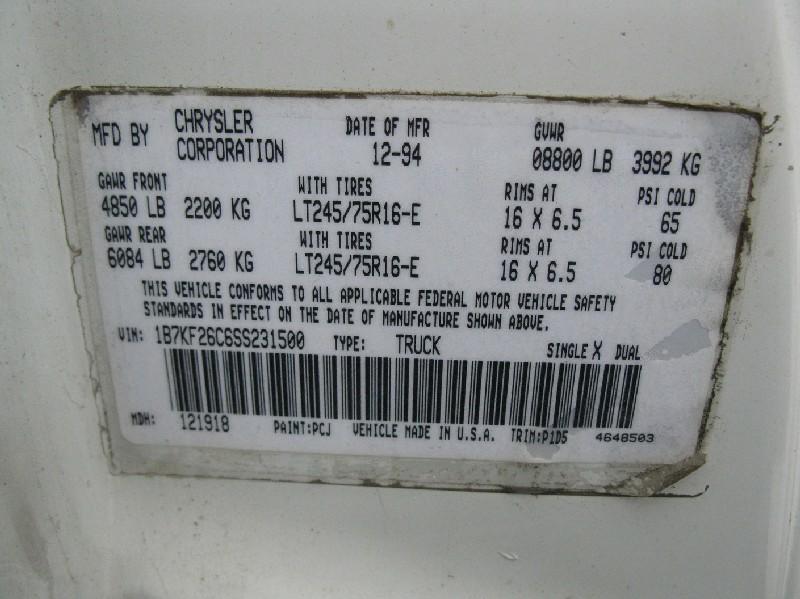 MFD BY CHRYSLER CORPORATION DATE OF MFR 12-94 GVWR 08800 LB 3992 KG
GAWR FRONT WITH TIRES RIMS AT PSI COLD
4850 LB 2200 KG LT245/75R16-E 16 X 6.5 65
GAWR REAR WITH TIRES RIMS AT PSI COLD
6084 LB 2760 KG LT245/75R16-E 16 X 6.5 80
THIS VEHICLE CONFORMS TO ALL APPLICABLE FEDERAL MOTOR VEHICLE SAFETY
STANDARDS IN EFFECT ON THE DATE OF MANUFACTURE SHOWN ABOVE.
VIN: 1B7KF26C6SS231500 TYPE: TRUCK SINGLE X DUAL
MDH: 121918 PAINT:PCJ VEHICLE MADE IN U.S.A. TRIM:P1D5 4648503